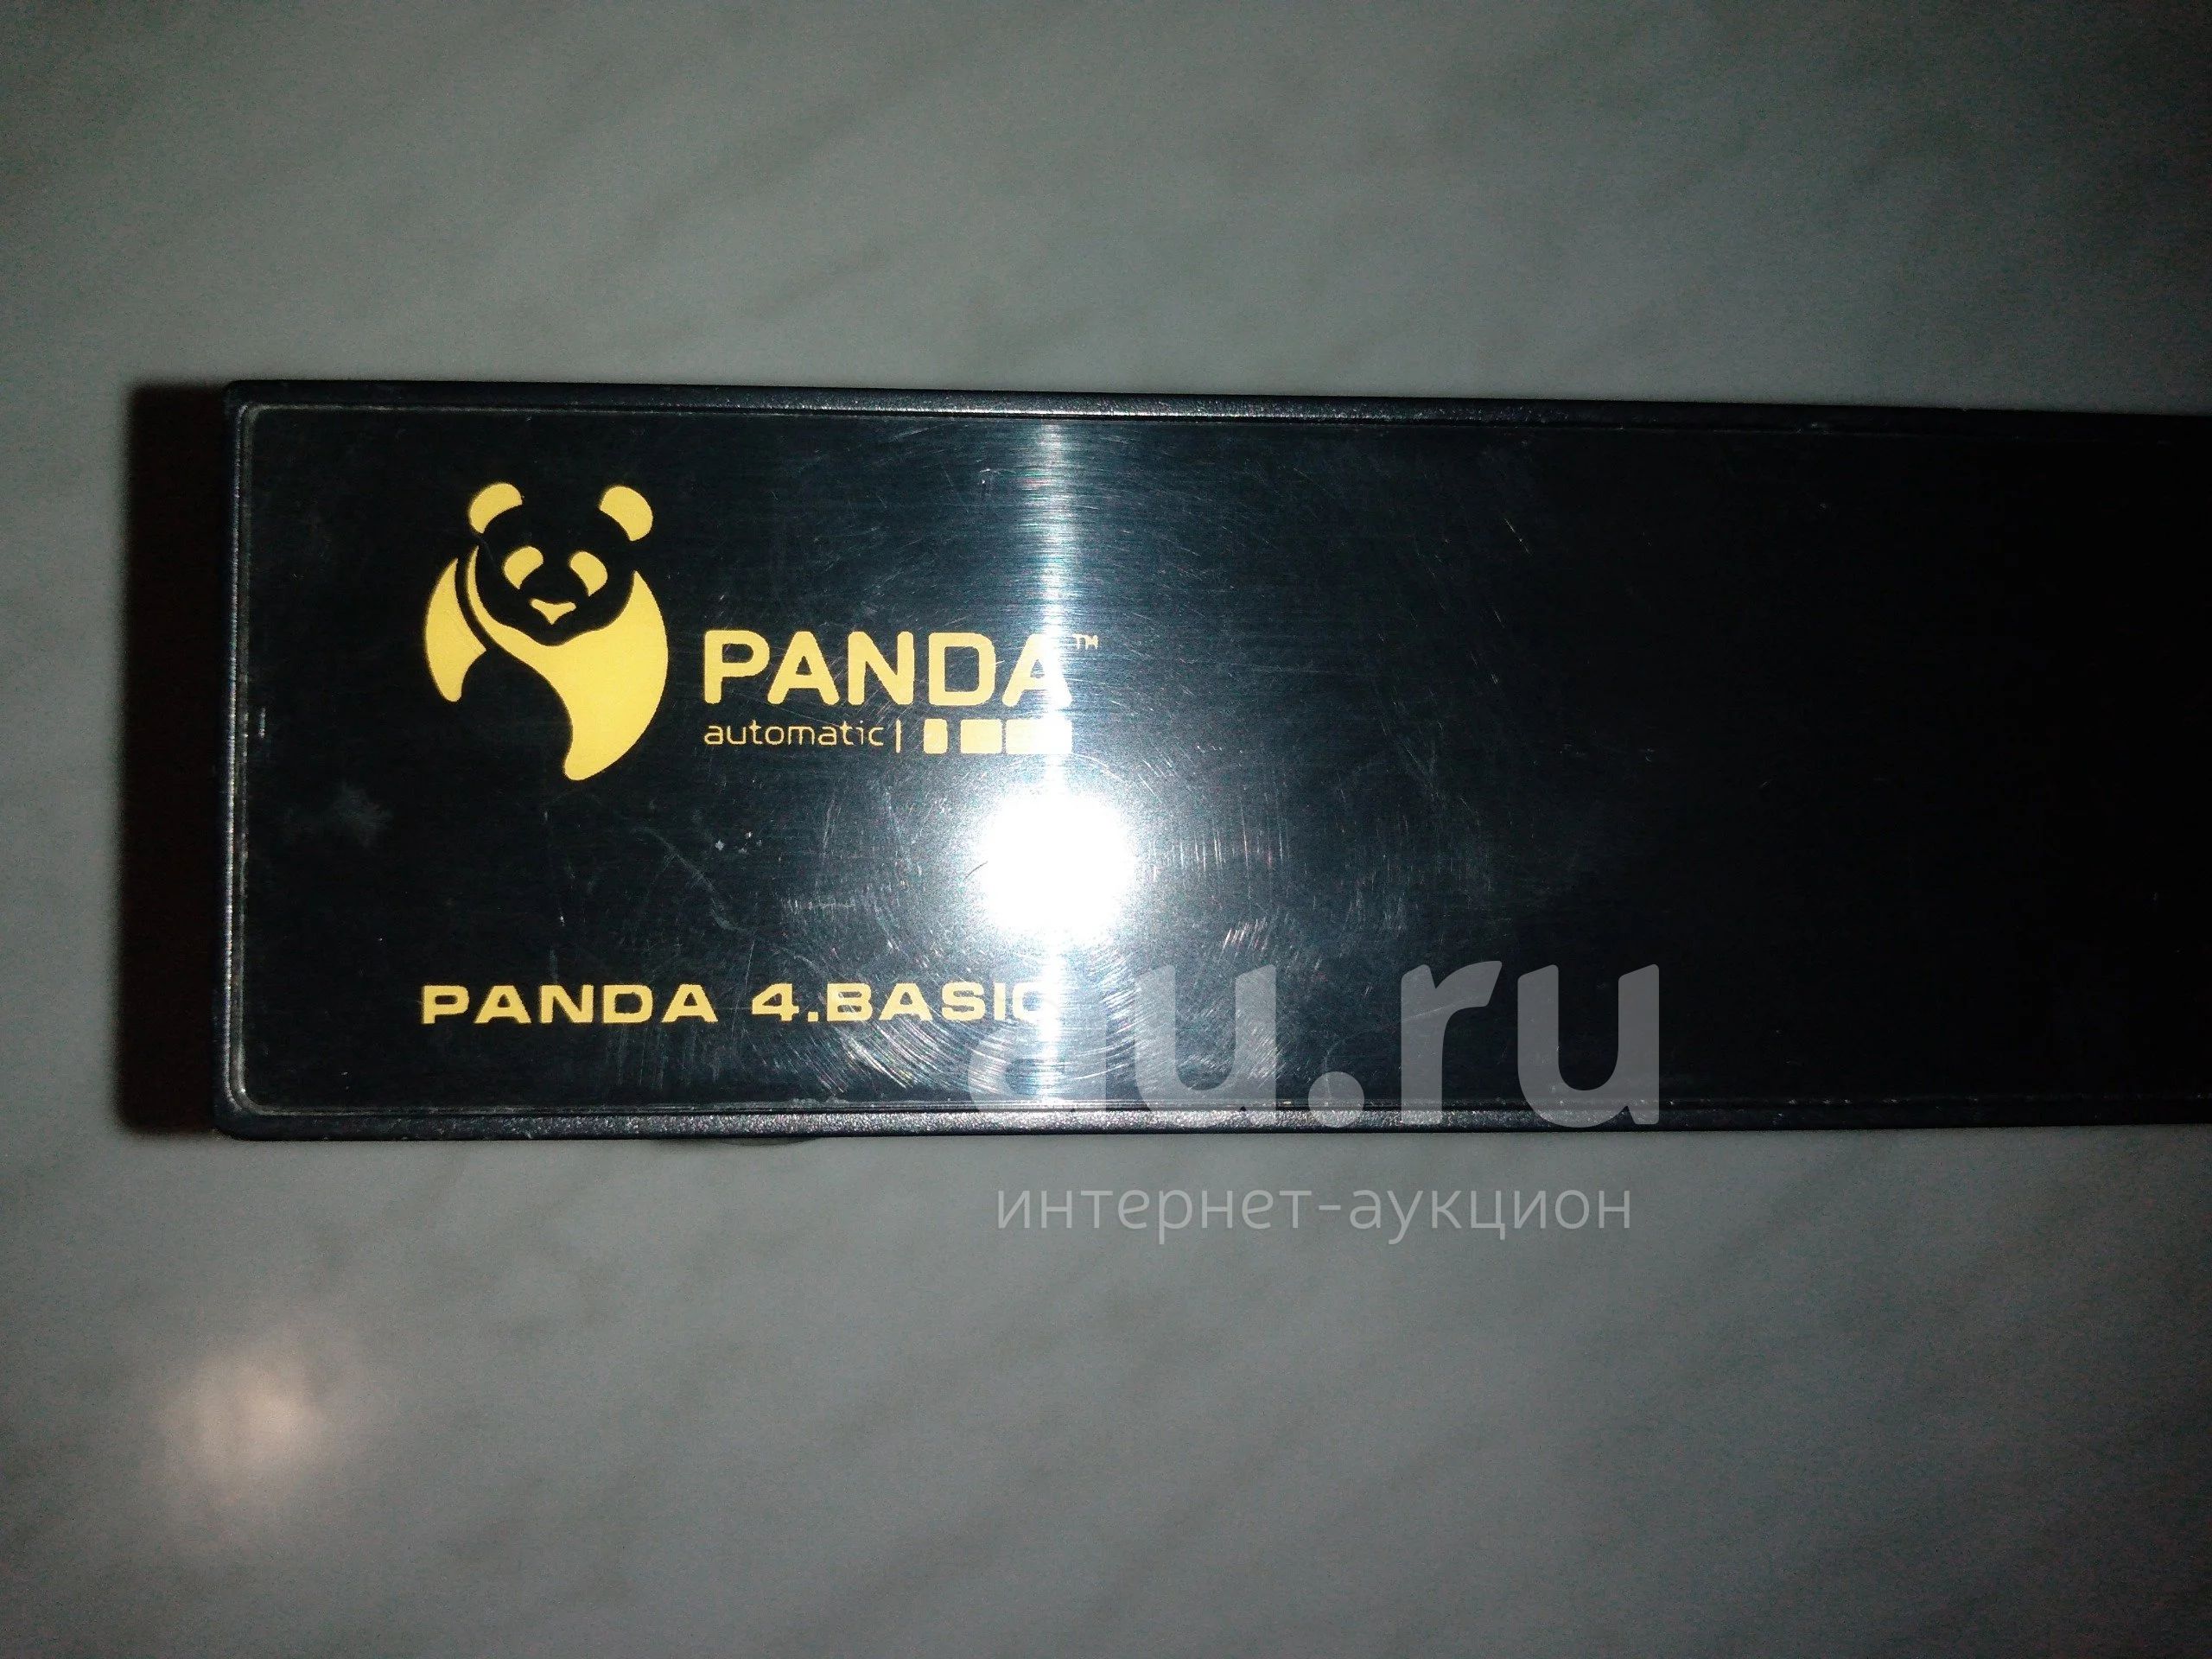 PANDA™
automatic|
PANDA 4.BASIC
au.ru
интернет-аукцион